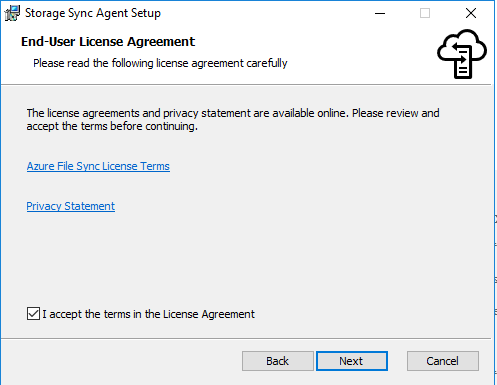 Storage Sync Agent Setup
End-User License Agreement
Please read the following license agreement carefully
The license agreements and privacy statement are available online. Please review and
accept the terms before continuing.
Azure File Sync License Terms
Privacy Statement
I accept the terms in the License Agreement
Back Next Cancel